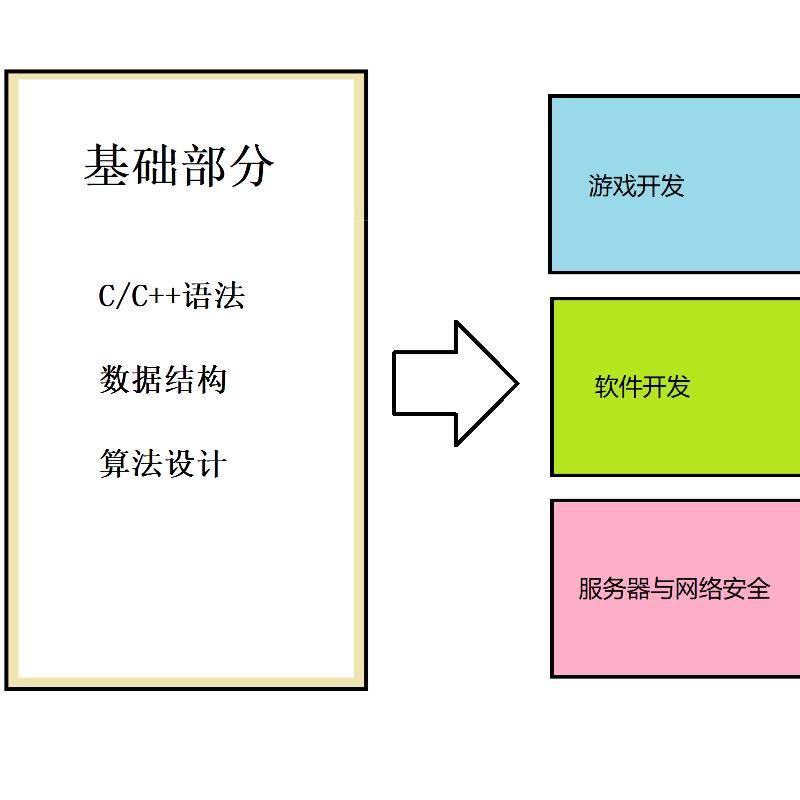 基础部分
C/C++语法
数据结构
算法设计
游戏开发
软件开发
服务器与网络安全